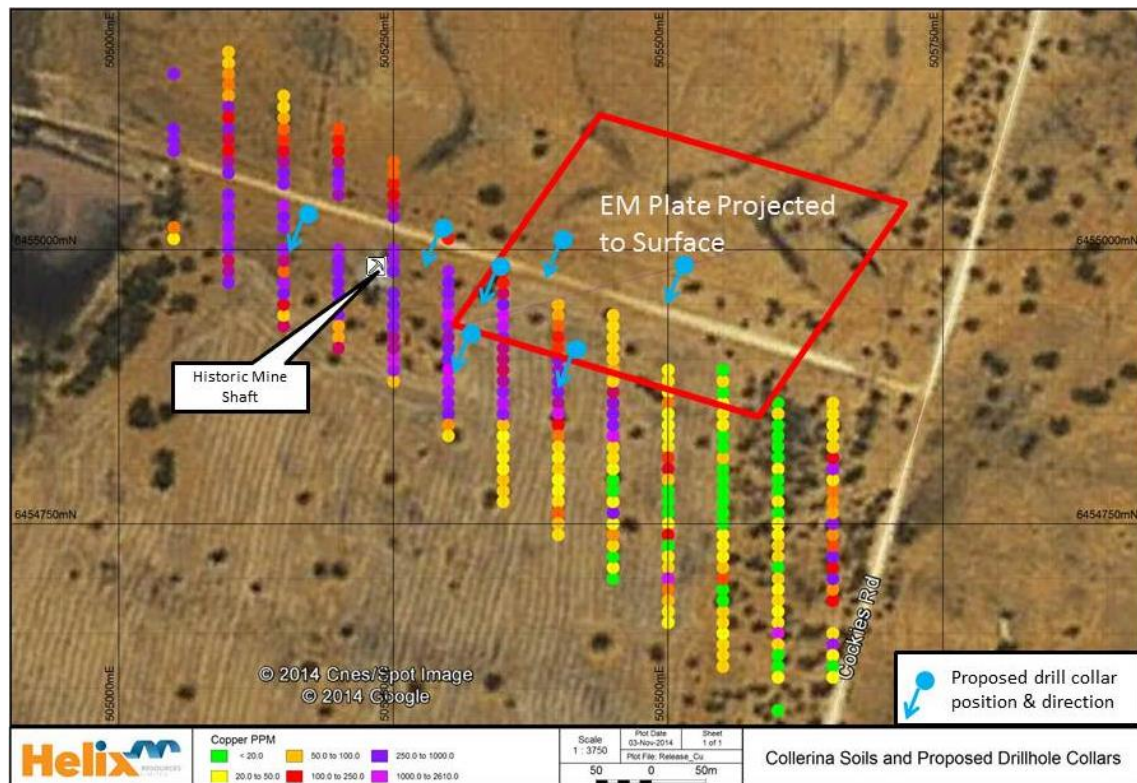 505000mE
505250mE
505500mE
505750mE
EM Plate Projected
to Surface
6455000mN
Historic Mine
Shaft
6454750mN
Cockies Rd
© 2014 Cnes/Spot Image
© 2014 Google
505000mE
505500mE
Proposed drill collar
position & direction
Helix
RESOURCES
LIMITED
Copper PPM
< 20.0
50.0 to 100.0
250.0 to 1000.0
20.0 to 50.0
100.0 to 250.0
1000.0 to 2610.0
Scale
1 : 3750
Plot Date
03-Nov-2014
Sheet
1 of 1
Plot File: Release_Cu
50
0
50m
Collerina Soils and Proposed Drillhole Collars